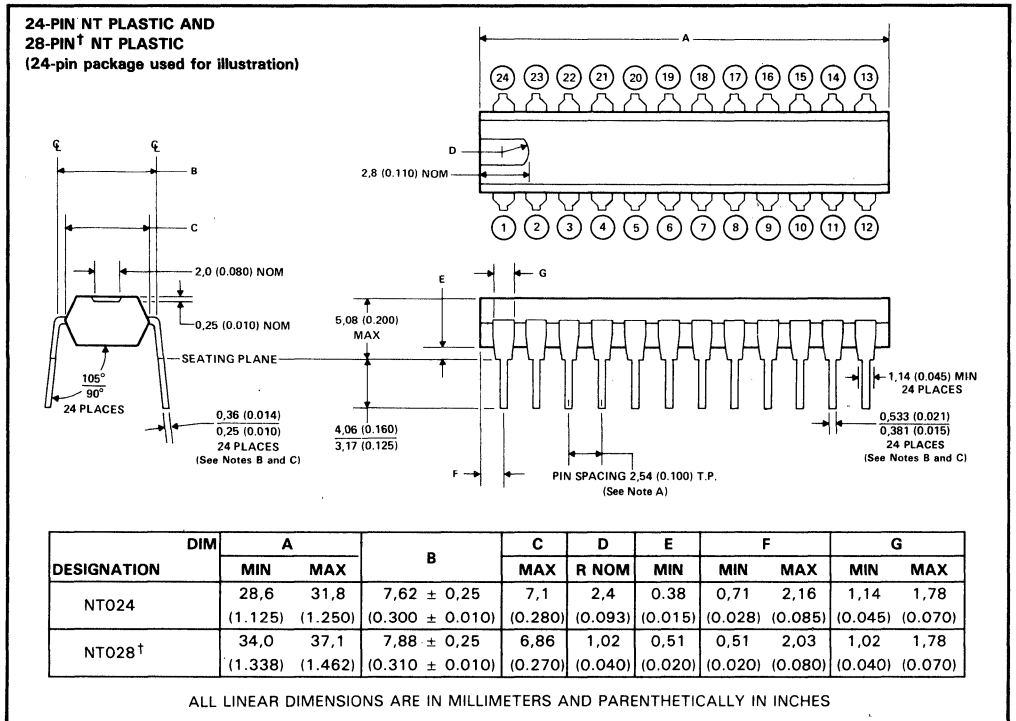 24-PIN NT PLASTIC AND
28-PIN† NT PLASTIC
(24-pin package used for illustration)
A
24 23 22 21 20 19 18 17 16 15 14 13
℄ ℄
B
D
2,8 (0.110) NOM
C
1 2 3 4 5 6 7 8 9 10 11 12
2,0 (0.080) NOM
E
G
0,25 (0.010) NOM
5,08 (0.200)
MAX
SEATING PLANE
105°
90°
24 PLACES
0,36 (0.014)
0,25 (0.010)
24 PLACES
(See Notes B and C)
4,06 (0.160)
3,17 (0.125)
1,14 (0.045) MIN
24 PLACES
0,533 (0.021)
0,381 (0.015)
24 PLACES
(See Notes B and C)
F
PIN SPACING 2,54 (0.100) T.P.
(See Note A)
DIM A B C D E F G
DESIGNATION MIN MAX MAX R NOM MIN MIN MAX MIN MAX
NT024 28,6 31,8 7,62 ± 0,25 7,1 2,4 0.38 0,71 2,16 1,14 1,78
(1.125) (1.250) (0.300 ± 0.010) (0.280) (0.093) (0.015) (0.028) (0.085) (0.045) (0.070)
NT028† 34,0 37,1 7,88 ± 0,25 6,86 1,02 0,51 0,51 2,03 1,02 1,78
(1.338) (1.462) (0.310 ± 0.010) (0.270) (0.040) (0.020) (0.020) (0.080) (0.040) (0.070)
ALL LINEAR DIMENSIONS ARE IN MILLIMETERS AND PARENTHETICALLY IN INCHES